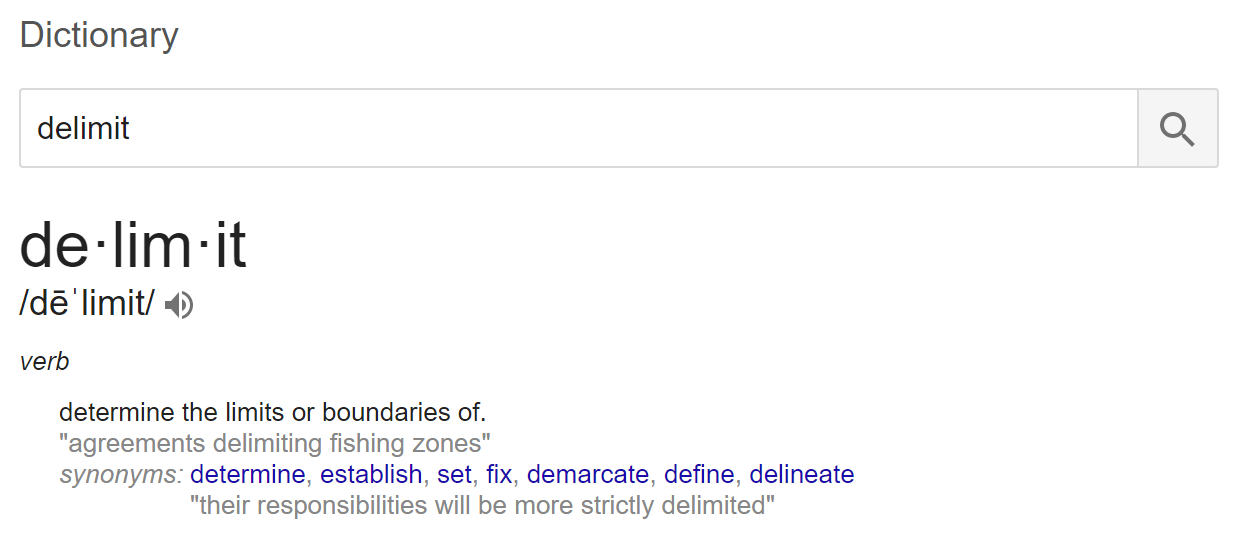 Dictionary
delimit
de·lim·it
/dēˈlimit/
verb
determine the limits or boundaries of.
"agreements delimiting fishing zones"
synonyms: determine, establish, set, fix, demarcate, define, delineate
"their responsibilities will be more strictly delimited"